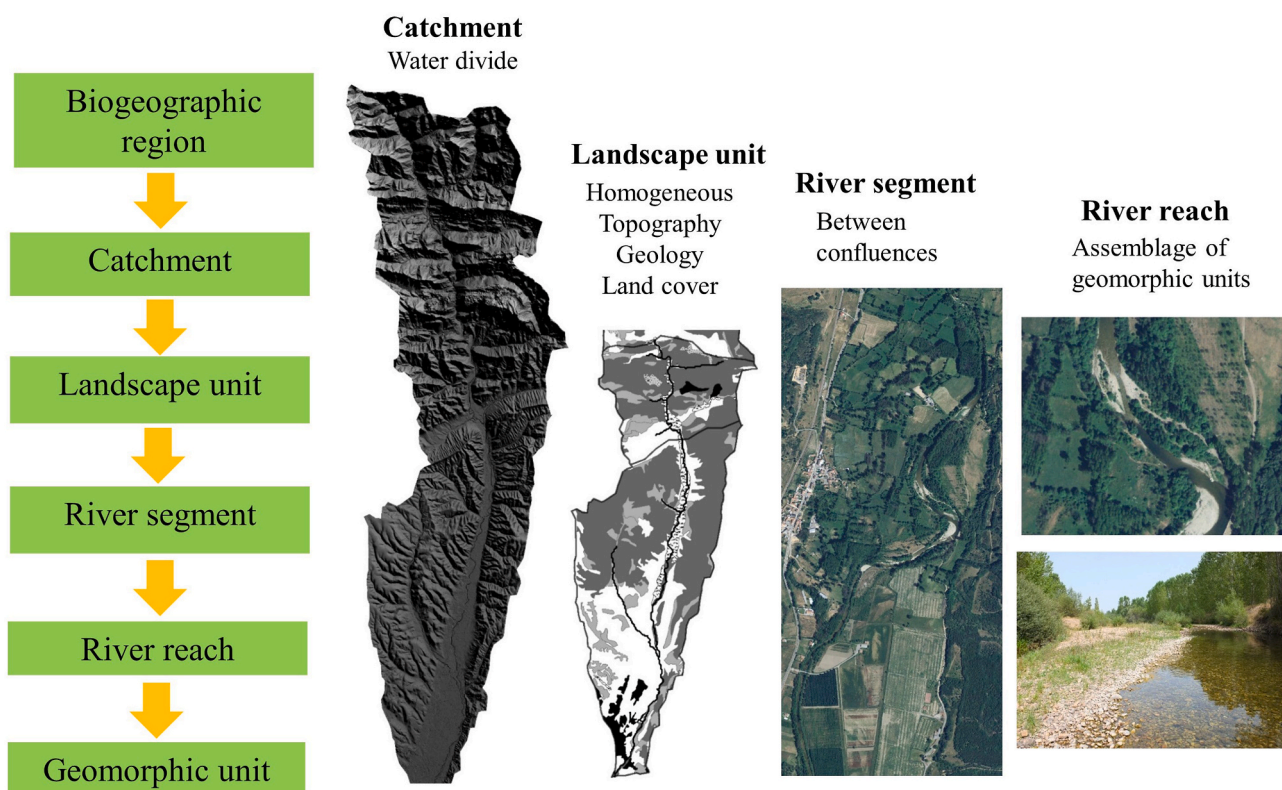 Biogeographic
region
Catchment
Landscape unit
River segment
River reach
Geomorphic unit
Catchment
Water divide
Landscape unit
Homogeneous
Topography
Geology
Land cover
River segment
Between
confluences
River reach
Assemblage of
geomorphic units